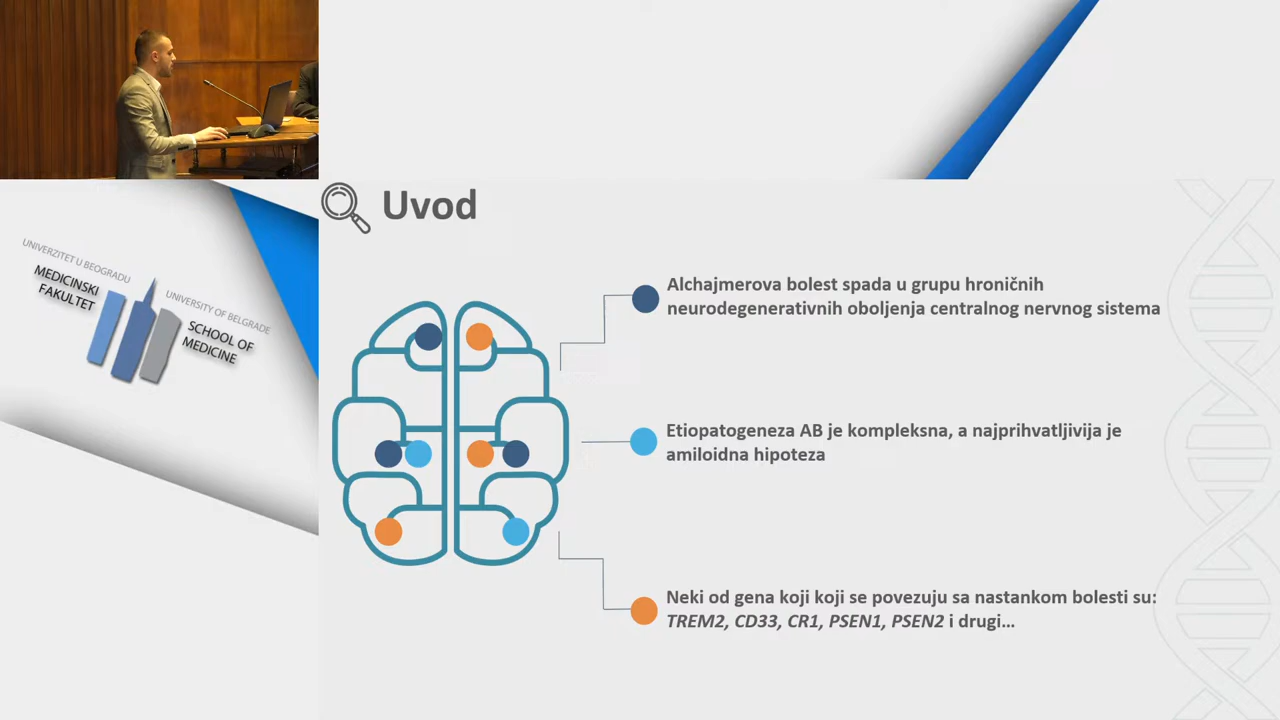 Uvod
UNIVERZITET U BEOGRADU
MEDICINSKI
FAKULTET
UNIVERSITY OF BELGRADE
SCHOOL OF
MEDICINE
Alchajmerova bolest spada u grupu hroničnih
neurodegenerativnih oboljenja centralnog nervnog sistema
Etiopatogeneza AB je kompleksna, a najprihvatljivija je
amiloidna hipoteza
Neki od gena koji koji se povezuju sa nastankom bolesti su:
TREM2, CD33, CR1, PSEN1, PSEN2 i drugi...